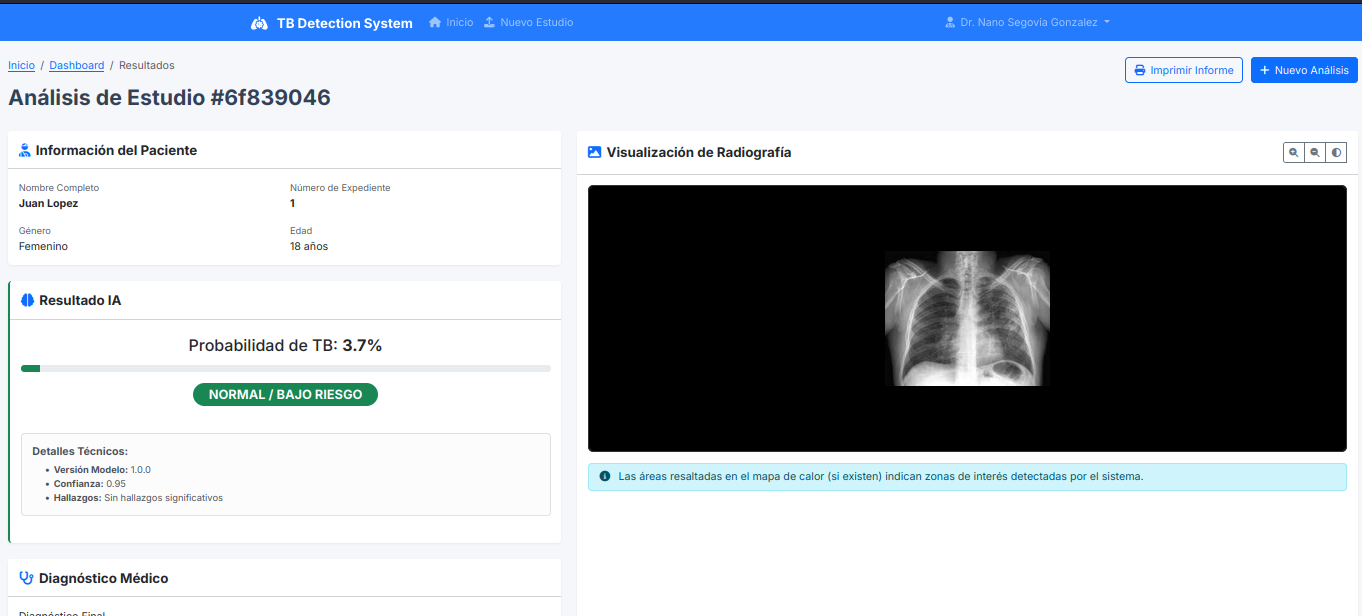 TB Detection System Inicio Nuevo Estudio Dr. Nano Segovia Gonzalez
Inicio / Dashboard / Resultados
Imprimir Informe + Nuevo Análisis
Análisis de Estudio #6f839046
Información del Paciente
Nombre Completo Número de Expediente
Juan Lopez 1
Género Edad
Femenino 18 años
Resultado IA
Probabilidad de TB: 3.7%
NORMAL / BAJO RIESGO
Detalles Técnicos:
• Versión Modelo: 1.0.0
• Confianza: 0.95
• Hallazgos: Sin hallazgos significativos
Diagnóstico Médico
Diagnóstico Final
Visualización de Radiografía
Las áreas resaltadas en el mapa de calor (si existen) indican zonas de interés detectadas por el sistema.